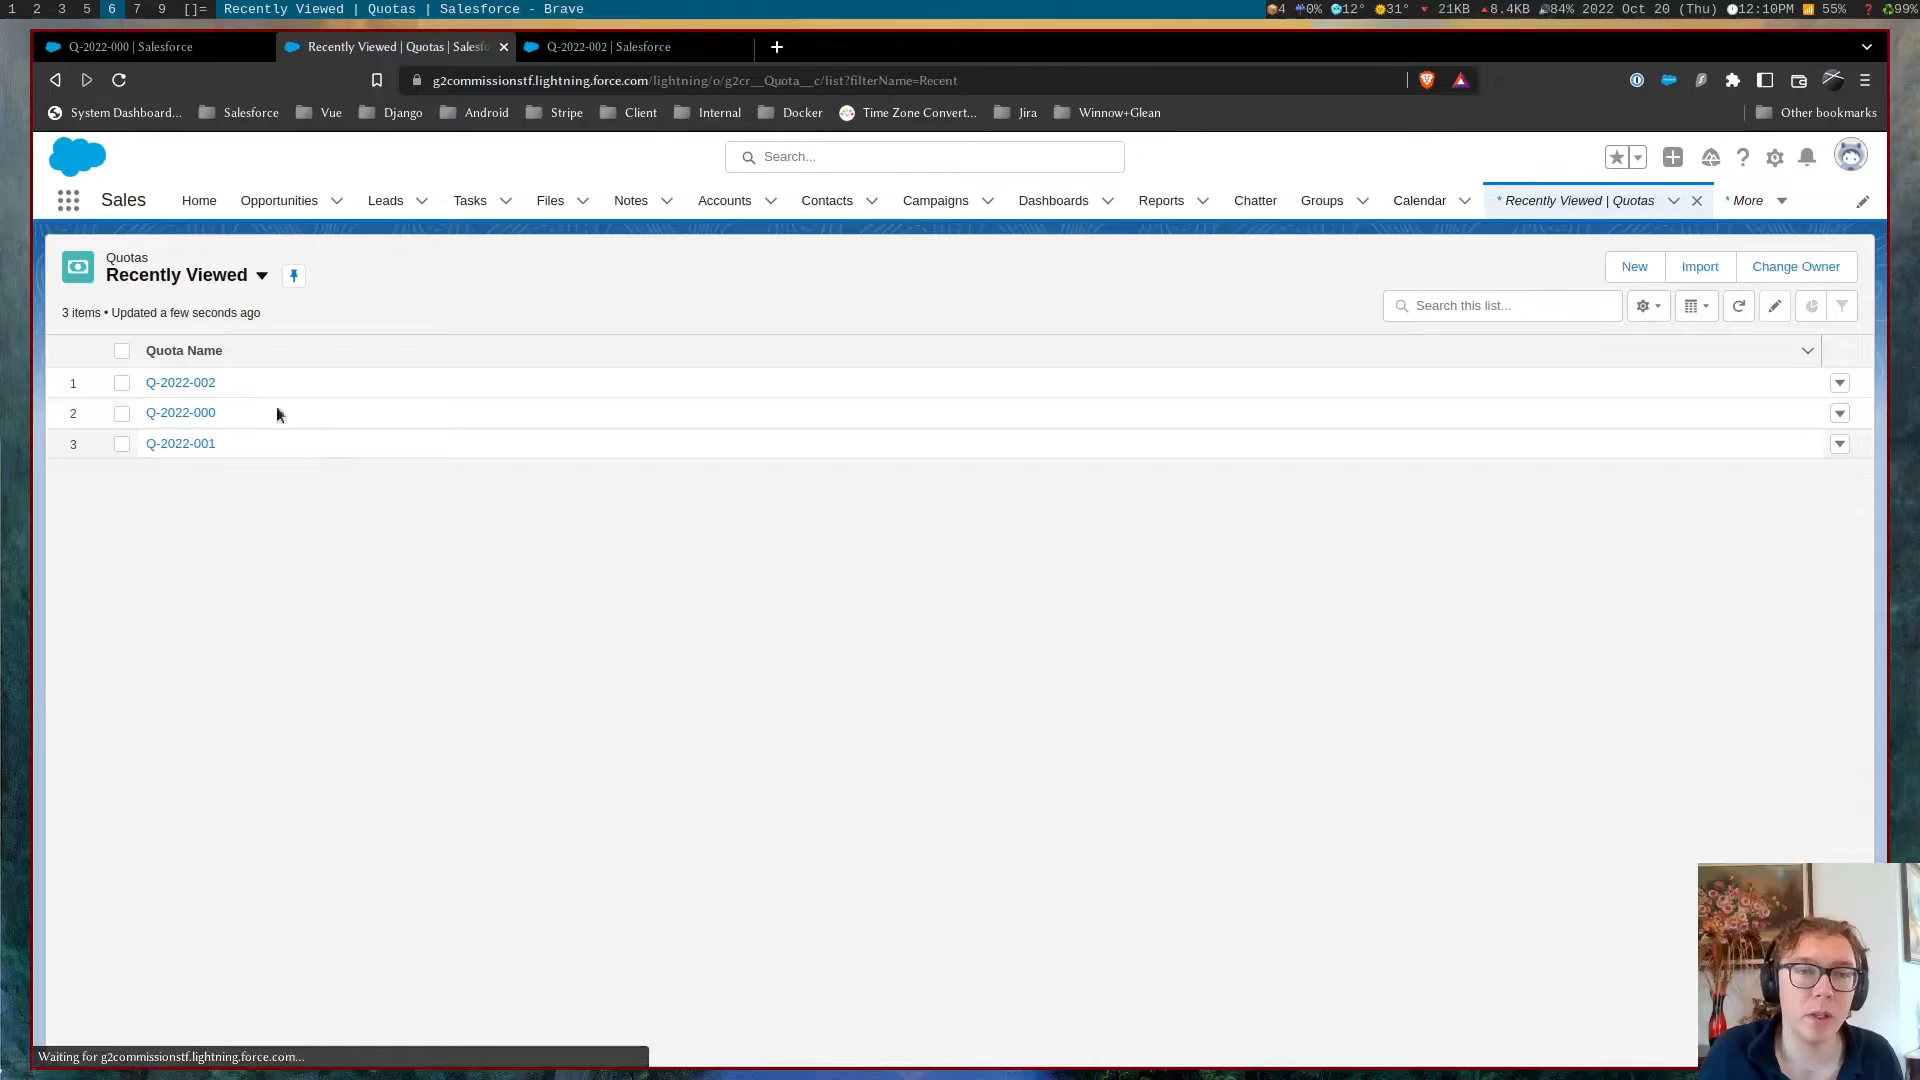 1 2 3 5 6 7 9 []= Recently Viewed | Quotas | Salesforce - Brave
4 0% 12° 31° 21KB 8.4KB 84% 2022 Oct 20 (Thu) 12:10PM 55% 99%
Q-2022-000 | Salesforce
Recently Viewed | Quotas | Salesfo
Q-2022-002 | Salesforce
g2commissionstf.lightning.force.com/lightning/o/g2cr__Quota__c/list?filterName=Recent
System Dashboard... Salesforce Vue Django Android Stripe Client Internal Docker Time Zone Convert... Jira Winnow+Glean Other bookmarks
Search...
Sales Home Opportunities Leads Tasks Files Notes Accounts Contacts Campaigns Dashboards Reports Chatter Groups Calendar * Recently Viewed | Quotas * More
Quotas
Recently Viewed
New Import Change Owner
3 items • Updated a few seconds ago
Search this list...
Quota Name
1 Q-2022-002
2 Q-2022-000
3 Q-2022-001
Waiting for g2commissionstf.lightning.force.com...